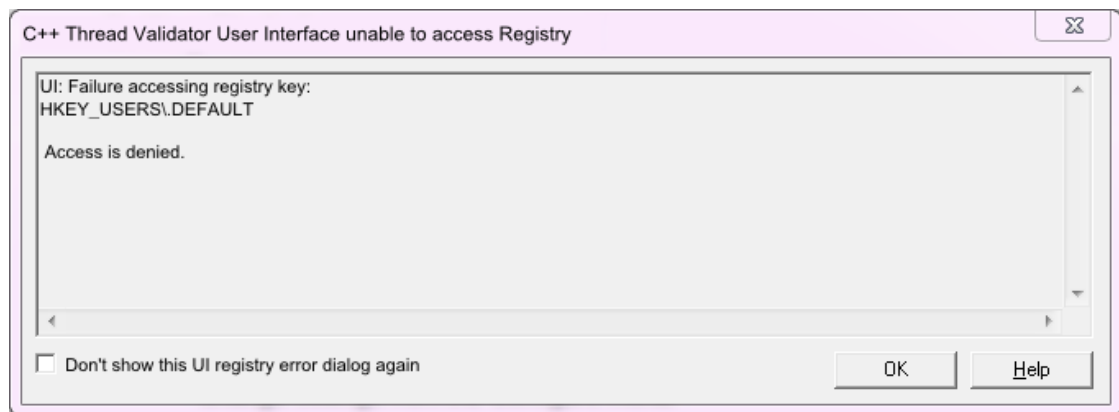 C++ Thread Validator User Interface unable to access Registry
UI: Failure accessing registry key:
HKEY_USERS\.DEFAULT
Access is denied.
Don't show this UI registry error dialog again
OK
Help